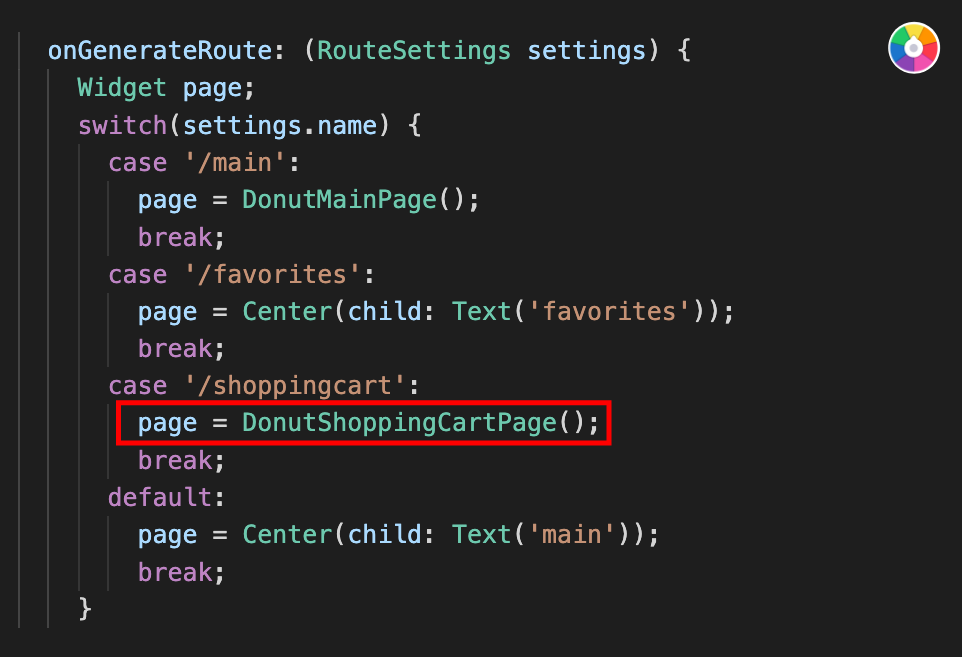 onGenerateRoute: (RouteSettings settings) {
Widget page;
switch(settings.name) {
case '/main':
page = DonutMainPage();
break;
case '/favorites':
page = Center(child: Text('favorites'));
break;
case '/shoppingcart':
page = DonutShoppingCartPage();
break;
default:
page = Center(child: Text('main'));
break;
}